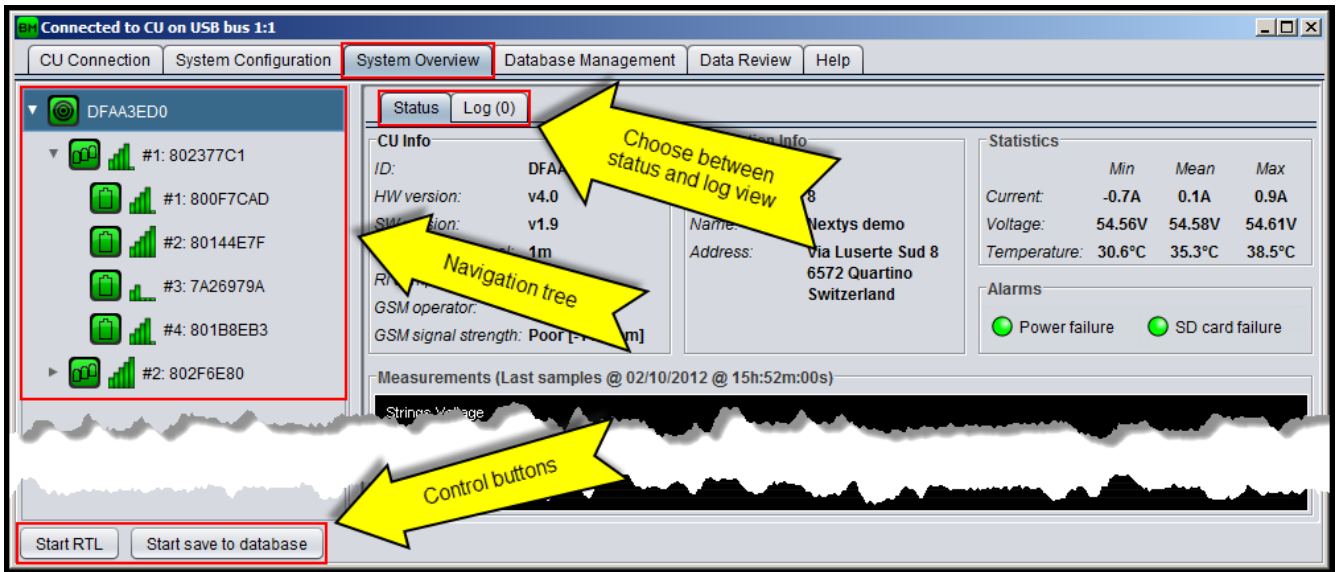 BM Connected to CU on USB bus 1:1
CU Connection System Configuration System Overview Database Management Data Review Help
DFAA3ED0
#1: 802377C1
#1: 800F7CAD
#2: 80144E7F
#3: 7A26979A
#4: 801B8EB3
#2: 802F6E80
Status Log (0)
Choose between
status and log view
Navigation tree
CU Info
ID:
HW version: v4.0
v1.9
1m
GSM operator:
GSM signal strength: Poor
Info
8
Name: Nextys demo
Address: Via Luserte Sud 8
6572 Quartino
Switzerland
Statistics
Min Mean Max
Current: -0.7A 0.1A 0.9A
Voltage: 54.56V 54.58V 54.61V
Temperature: 30.6°C 35.3°C 38.5°C
Alarms
Power failure SD card failure
Measurements (Last samples @ 02/10/2012 @ 15h:52m:00s)
Strings Voltage
Control buttons
Start RTL Start save to database